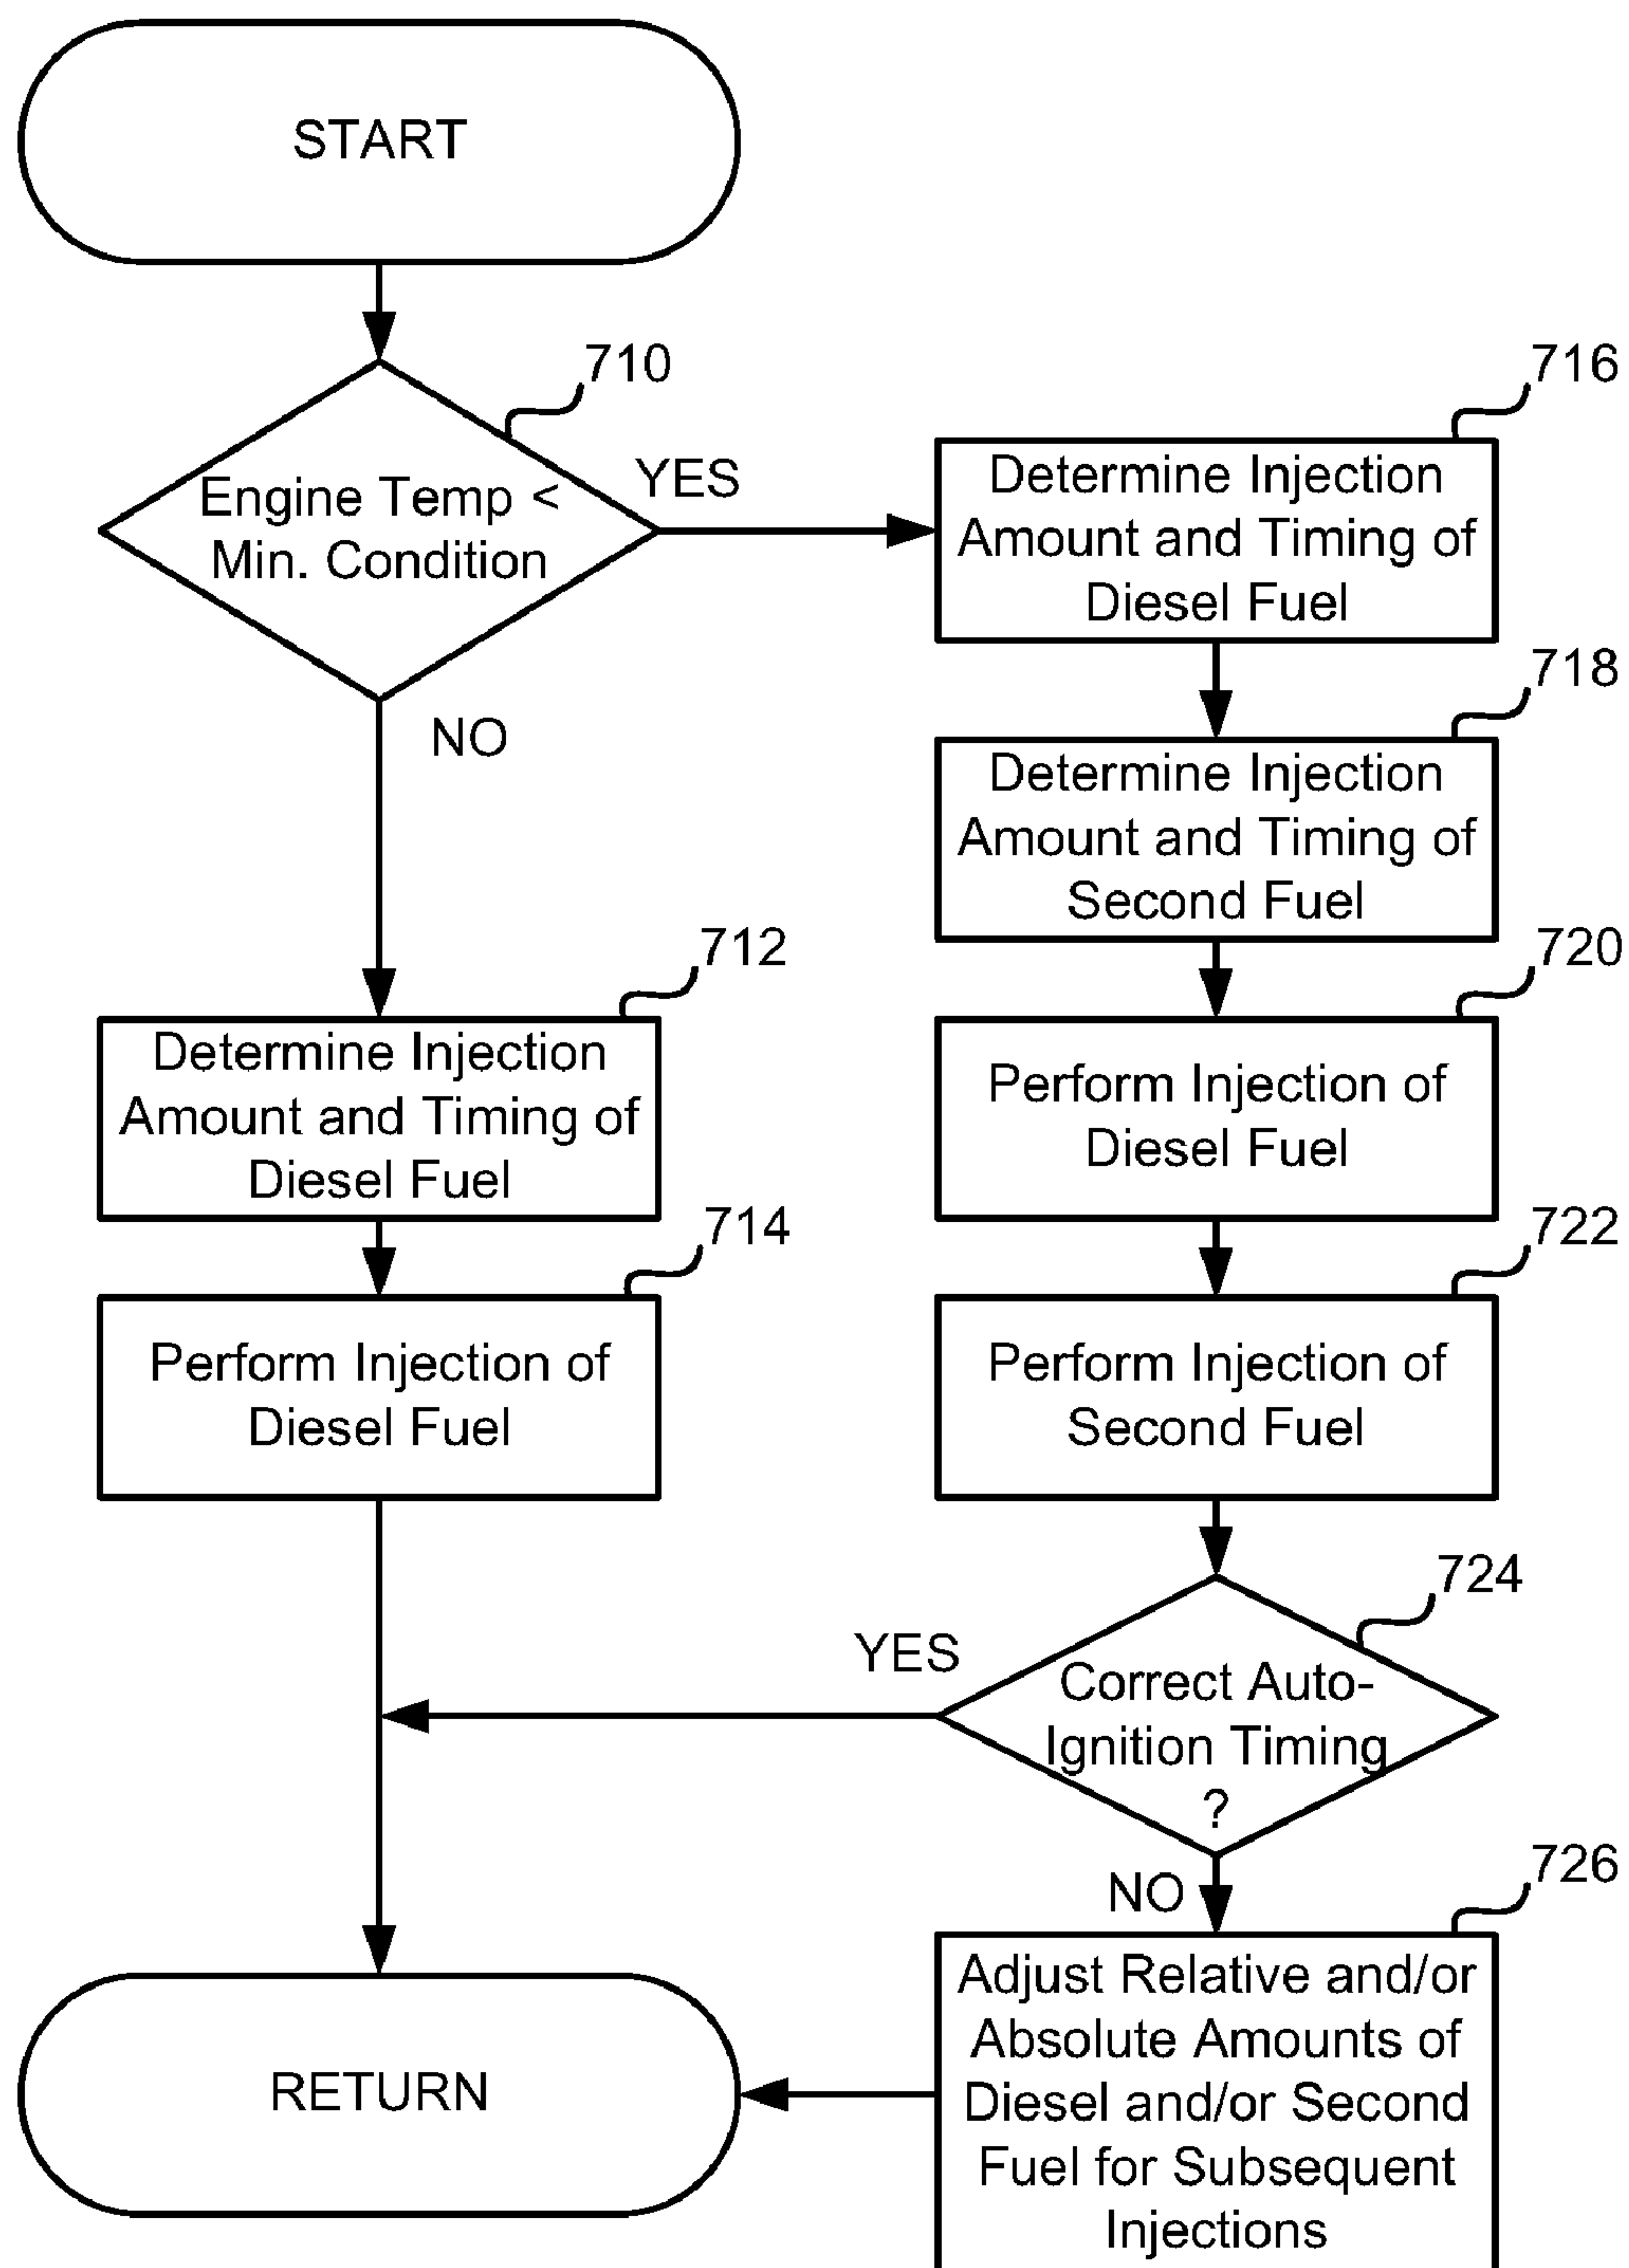 START
710
Engine Temp <
Min. Condition
YES
NO
716
Determine Injection
Amount and Timing of
Diesel Fuel
718
Determine Injection
Amount and Timing of
Second Fuel
712
Determine Injection
Amount and Timing of
Diesel Fuel
720
Perform Injection of
Diesel Fuel
714
Perform Injection of
Diesel Fuel
722
Perform Injection of
Second Fuel
724
YES
Correct Auto-
Ignition Timing
?
NO
726
Adjust Relative and/or
Absolute Amounts of
Diesel and/or Second
Fuel for Subsequent
Injections
RETURN